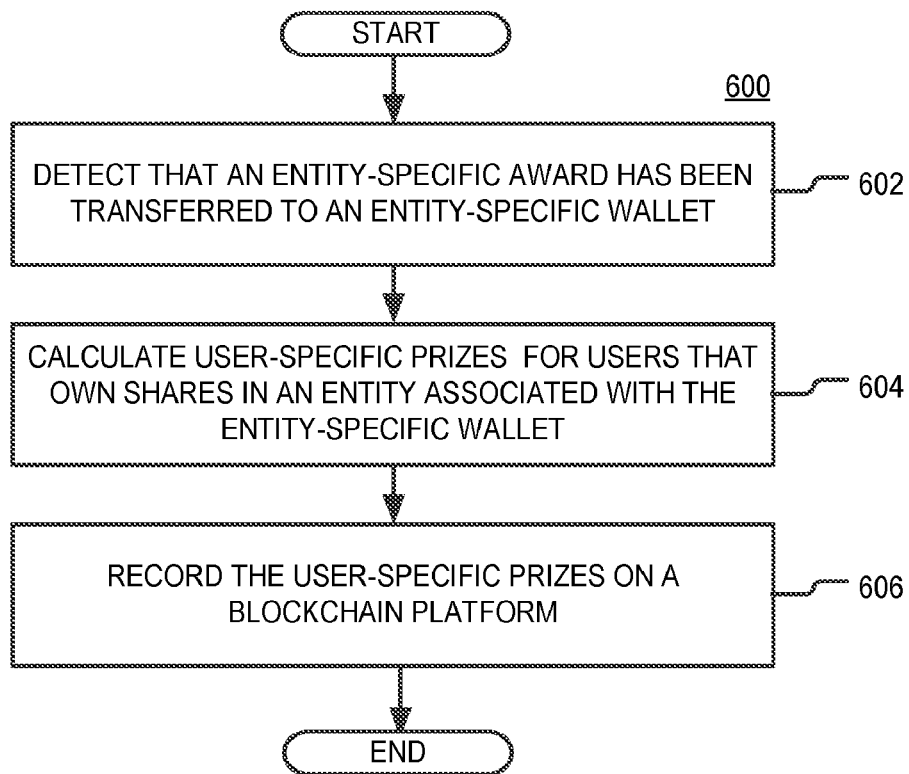 START
600
DETECT THAT AN ENTITY-SPECIFIC AWARD HAS BEEN
TRANSFERRED TO AN ENTITY-SPECIFIC WALLET
602
CALCULATE USER-SPECIFIC PRIZES FOR USERS THAT
OWN SHARES IN AN ENTITY ASSOCIATED WITH THE
ENTITY-SPECIFIC WALLET
604
RECORD THE USER-SPECIFIC PRIZES ON A
BLOCKCHAIN PLATFORM
606
END